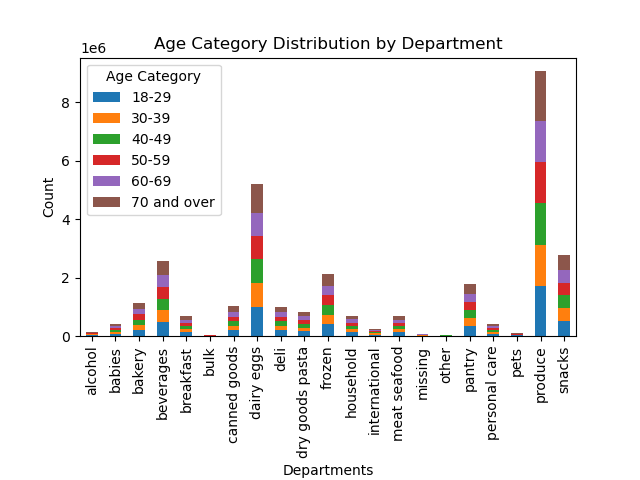 Age Category Distribution by Department
1e6
Age Category
18-29
30-39
40-49
50-59
60-69
70 and over
8
6
4
2
0
Count
alcohol
babies
bakery
beverages
breakfast
bulk
canned goods
dairy eggs
deli
dry goods pasta
frozen
household
international
meat seafood
missing
other
pantry
personal care
pets
produce
snacks
Departments